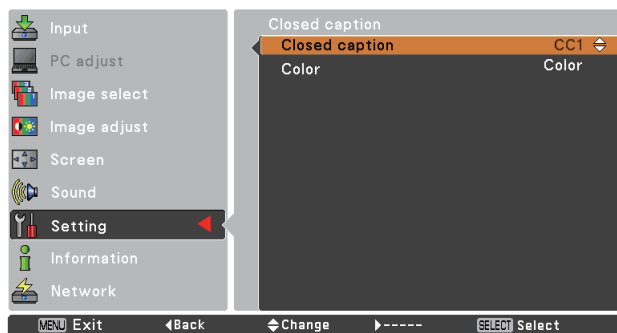 Input
PC adjust
Image select
Image adjust
Screen
Sound
Setting
Information
Network
Closed caption
Closed caption CC1
Color Color
MENU Exit Back Change ----- SELECT Select